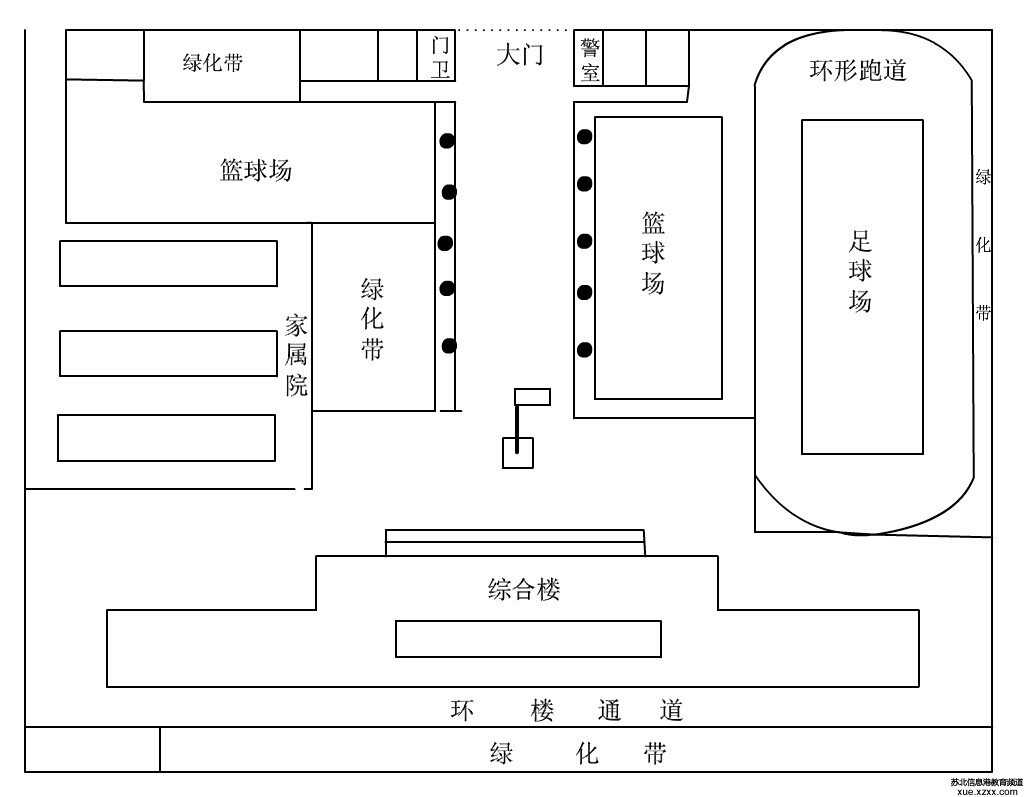 绿化带
门卫
大门
警室
环形跑道
篮球场
篮球场
足球场
绿化带
绿化带
家属院
综合楼
环楼通道
绿化带
苏北信息港教育频道
xue.xzxx.com